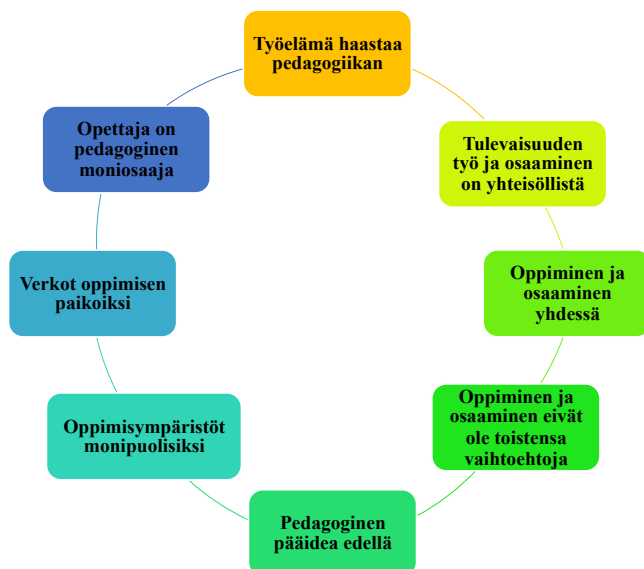 Työelämä haastaa
pedagogiikan
Tulevaisuuden
työ ja osaaminen
on yhteisöllistä
Oppiminen ja
osaaminen
yhdessä
Oppiminen ja
osaaminen eivät
ole toistensa
vaihtoehtoja
Pedagoginen
pääidea edellä
Oppimisympäristöt
monipuolisiksi
Verkot oppimisen
paikoiksi
Opettaja on
pedagoginen
moniosaaja